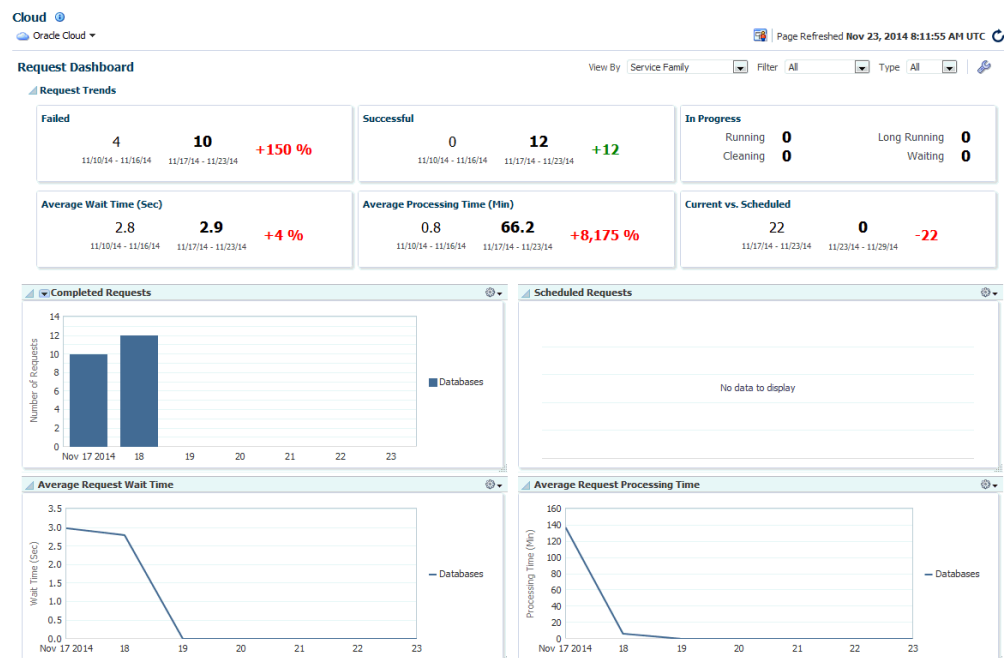 Cloud
Oracle Cloud
Page Refreshed Nov 23, 2014 8:11:55 AM UTC
Request Dashboard
View By Service Family Filter All Type All
Request Trends
Failed
4 10 +150 %
11/10/14 - 11/16/14 11/17/14 - 11/23/14
Successful
0 12 +12
11/10/14 - 11/16/14 11/17/14 - 11/23/14
In Progress
Running 0 Long Running 0
Cleaning 0 Waiting 0
Average Wait Time (Sec)
2.8 2.9 +4 %
11/10/14 - 11/16/14 11/17/14 - 11/23/14
Average Processing Time (Min)
0.8 66.2 +8,175 %
11/10/14 - 11/16/14 11/17/14 - 11/23/14
Current vs. Scheduled
22 0 -22
11/17/14 - 11/23/14 11/23/14 - 11/29/14
Completed Requests
Number of Requests
14
12
10
8
6
4
2
0
Nov 17 2014 18 19 20 21 22 23
Databases
Scheduled Requests
No data to display
Average Request Wait Time
Wait Time (Sec)
3.5
3.0
2.5
2.0
1.5
1.0
0.5
0.0
Nov 17 2014 18 19 20 21 22 23
Databases
Average Request Processing Time
Processing Time (Min)
160
140
120
100
80
60
40
20
0
Nov 17 2014 18 19 20 21 22 23
Databases